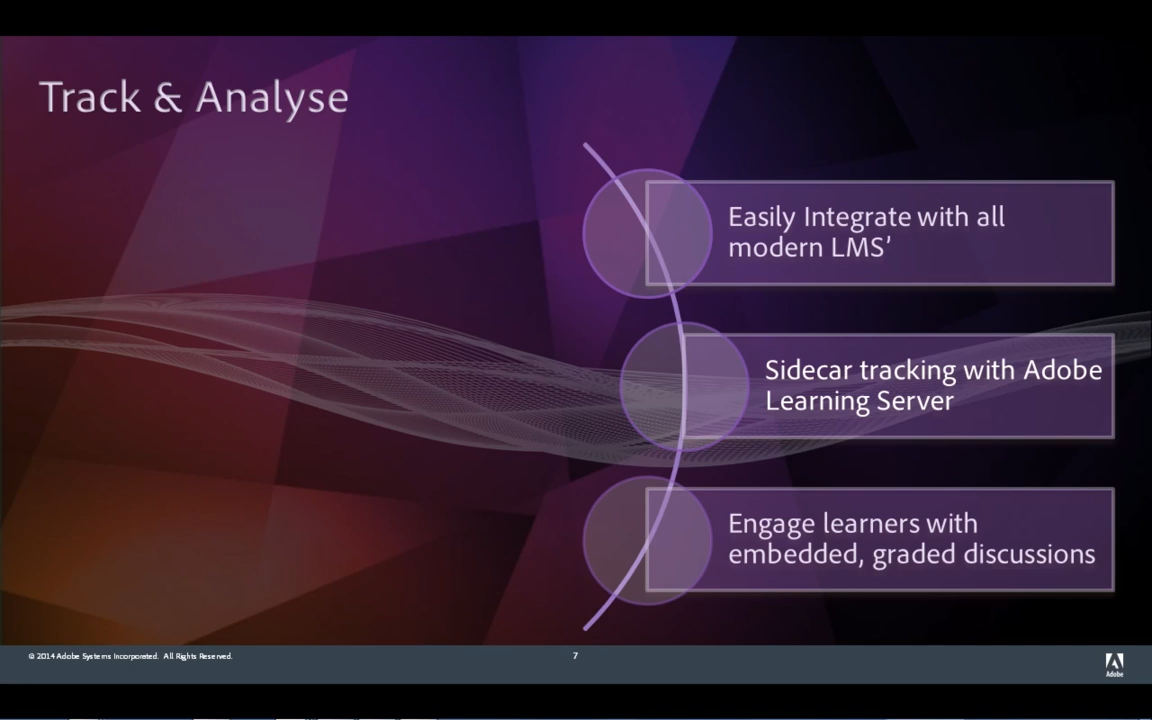 Track & Analyse
Easily Integrate with all
modern LMS’
Sidecar tracking with Adobe
Learning Server
Engage learners with
embedded, graded discussions
© 2014 Adobe Systems Incorporated. All Rights Reserved.
7
Adobe